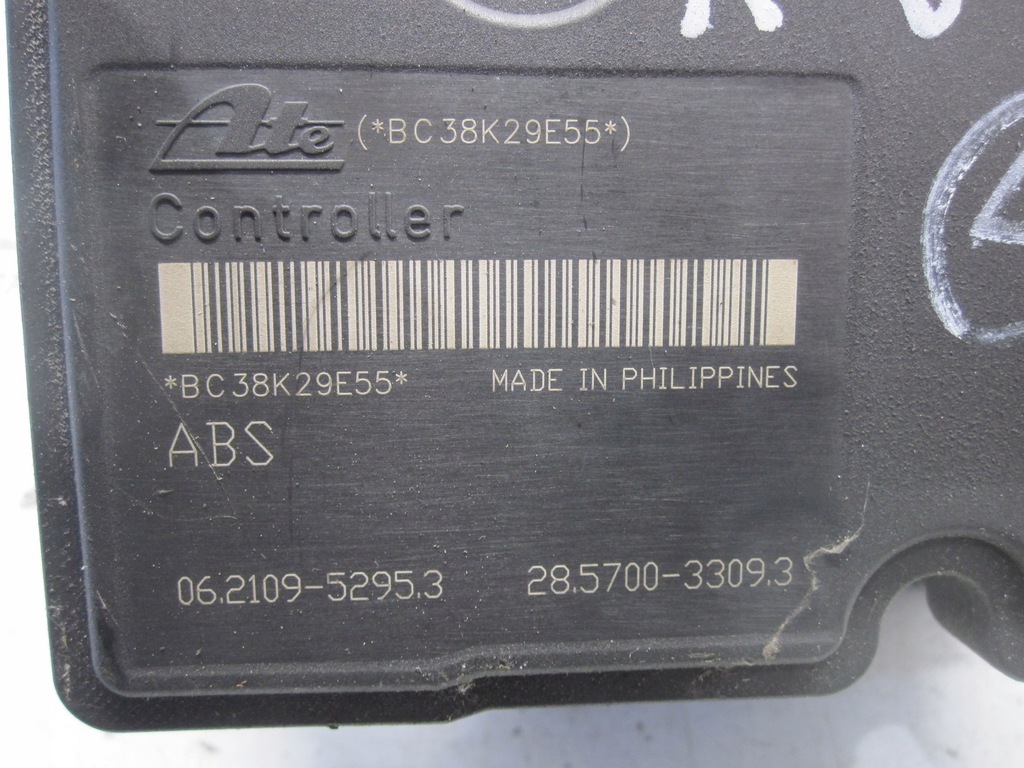 Ate (*BC38K29E55*)
Controller
*BC38K29E55* MADE IN PHILIPPINES
ABS
06.2109-5295.3 28.5700-3309.3